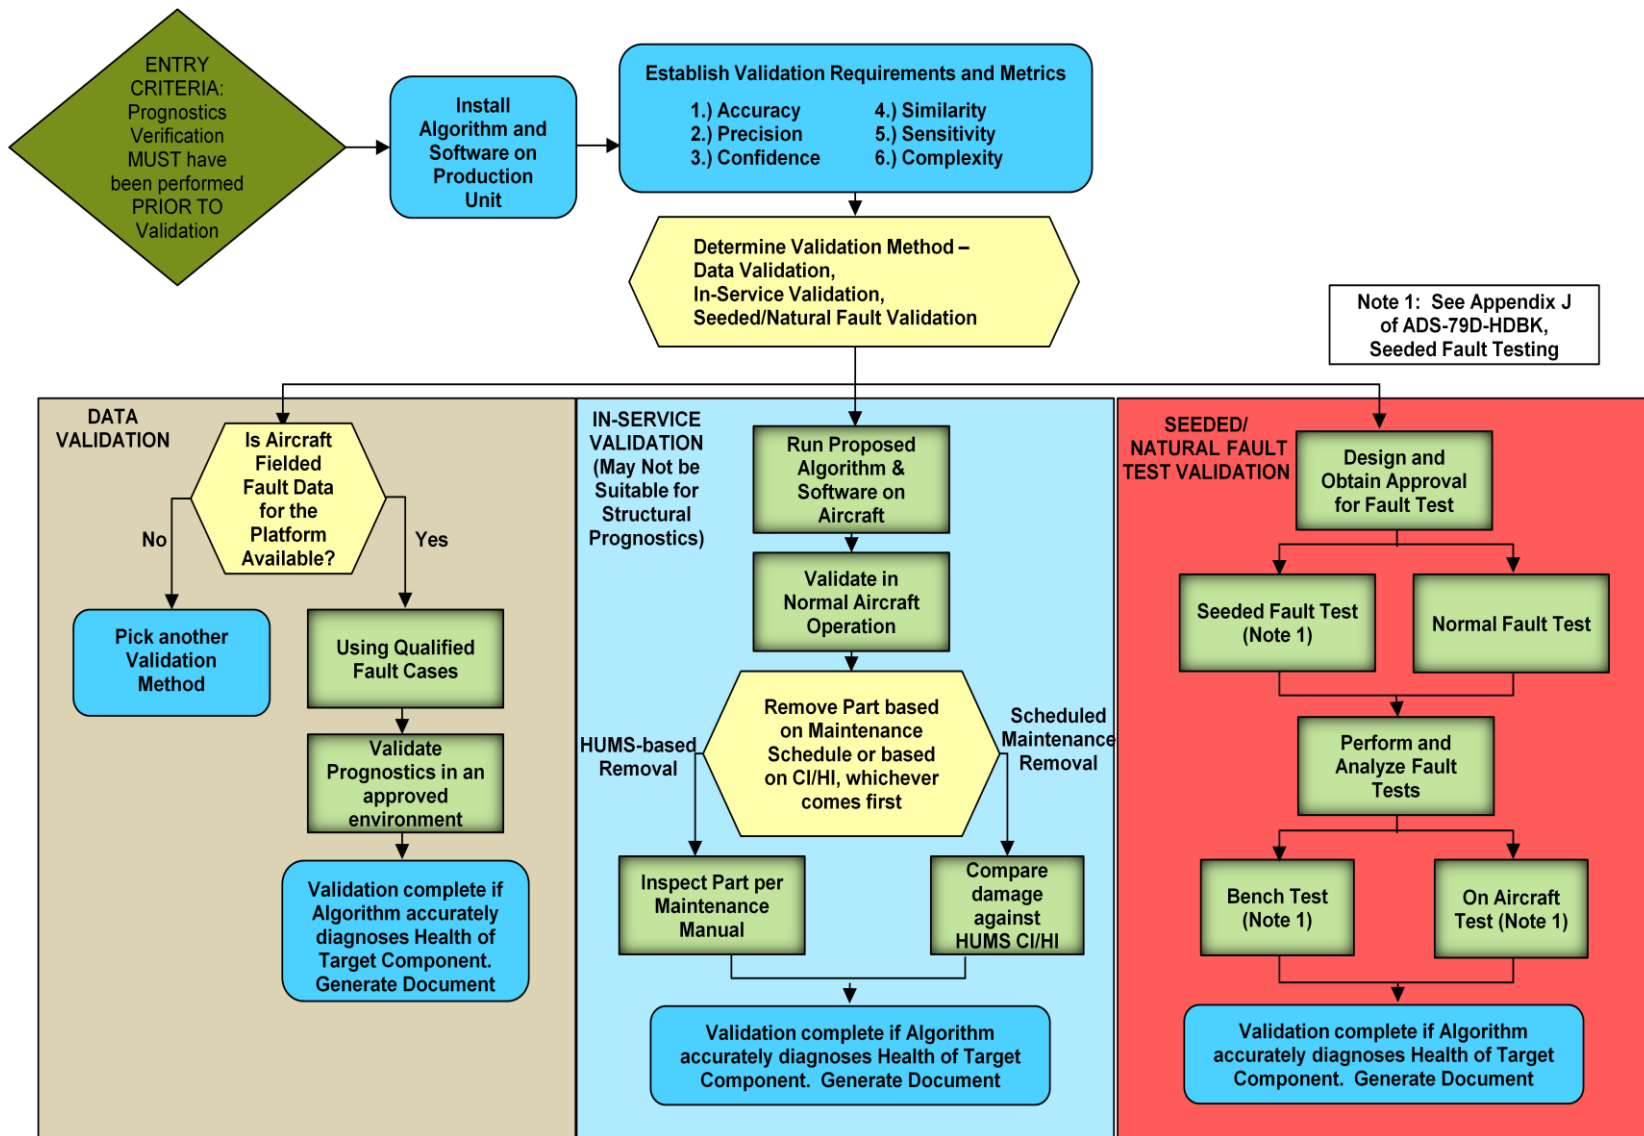 ENTRY
CRITERIA:
Prognostics
Verification
MUST have
been performed
PRIOR TO
Validation
Install
Algorithm and
Software on
Production
Unit
Establish Validation Requirements and Metrics
1.) Accuracy
2.) Precision
3.) Confidence
4.) Similarity
5.) Sensitivity
6.) Complexity
Determine Validation Method –
Data Validation,
In-Service Validation,
Seeded/Natural Fault Validation
Note 1: See Appendix J
of ADS-79D-HDBK,
Seeded Fault Testing
DATA
VALIDATION
Is Aircraft
Fielded
Fault Data
for the
Platform
Available?
No
Yes
Pick another
Validation
Method
Using Qualified
Fault Cases
Validate
Prognostics in an
approved
environment
Validation complete if
Algorithm accurately
diagnoses Health of
Target Component.
Generate Document
IN-SERVICE
VALIDATION
(May Not be
Suitable for
Structural
Prognostics)
Run Proposed
Algorithm &
Software on
Aircraft
Validate in
Normal Aircraft
Operation
Remove Part based
on Maintenance
Schedule or based
on CI/HI, whichever
comes first
HUMS-based
Removal
Scheduled
Maintenance
Removal
Inspect Part per
Maintenance
Manual
Compare
damage
against
HUMS CI/HI
Validation complete if Algorithm
accurately diagnoses Health of Target
Component. Generate Document
SEEDED/
NATURAL FAULT
TEST VALIDATION
Design and
Obtain Approval
for Fault Test
Seeded Fault Test
(Note 1)
Normal Fault Test
Perform and
Analyze Fault
Tests
Bench Test
(Note 1)
On Aircraft
Test (Note 1)
Validation complete if Algorithm
accurately diagnoses Health of Target
Component. Generate Document